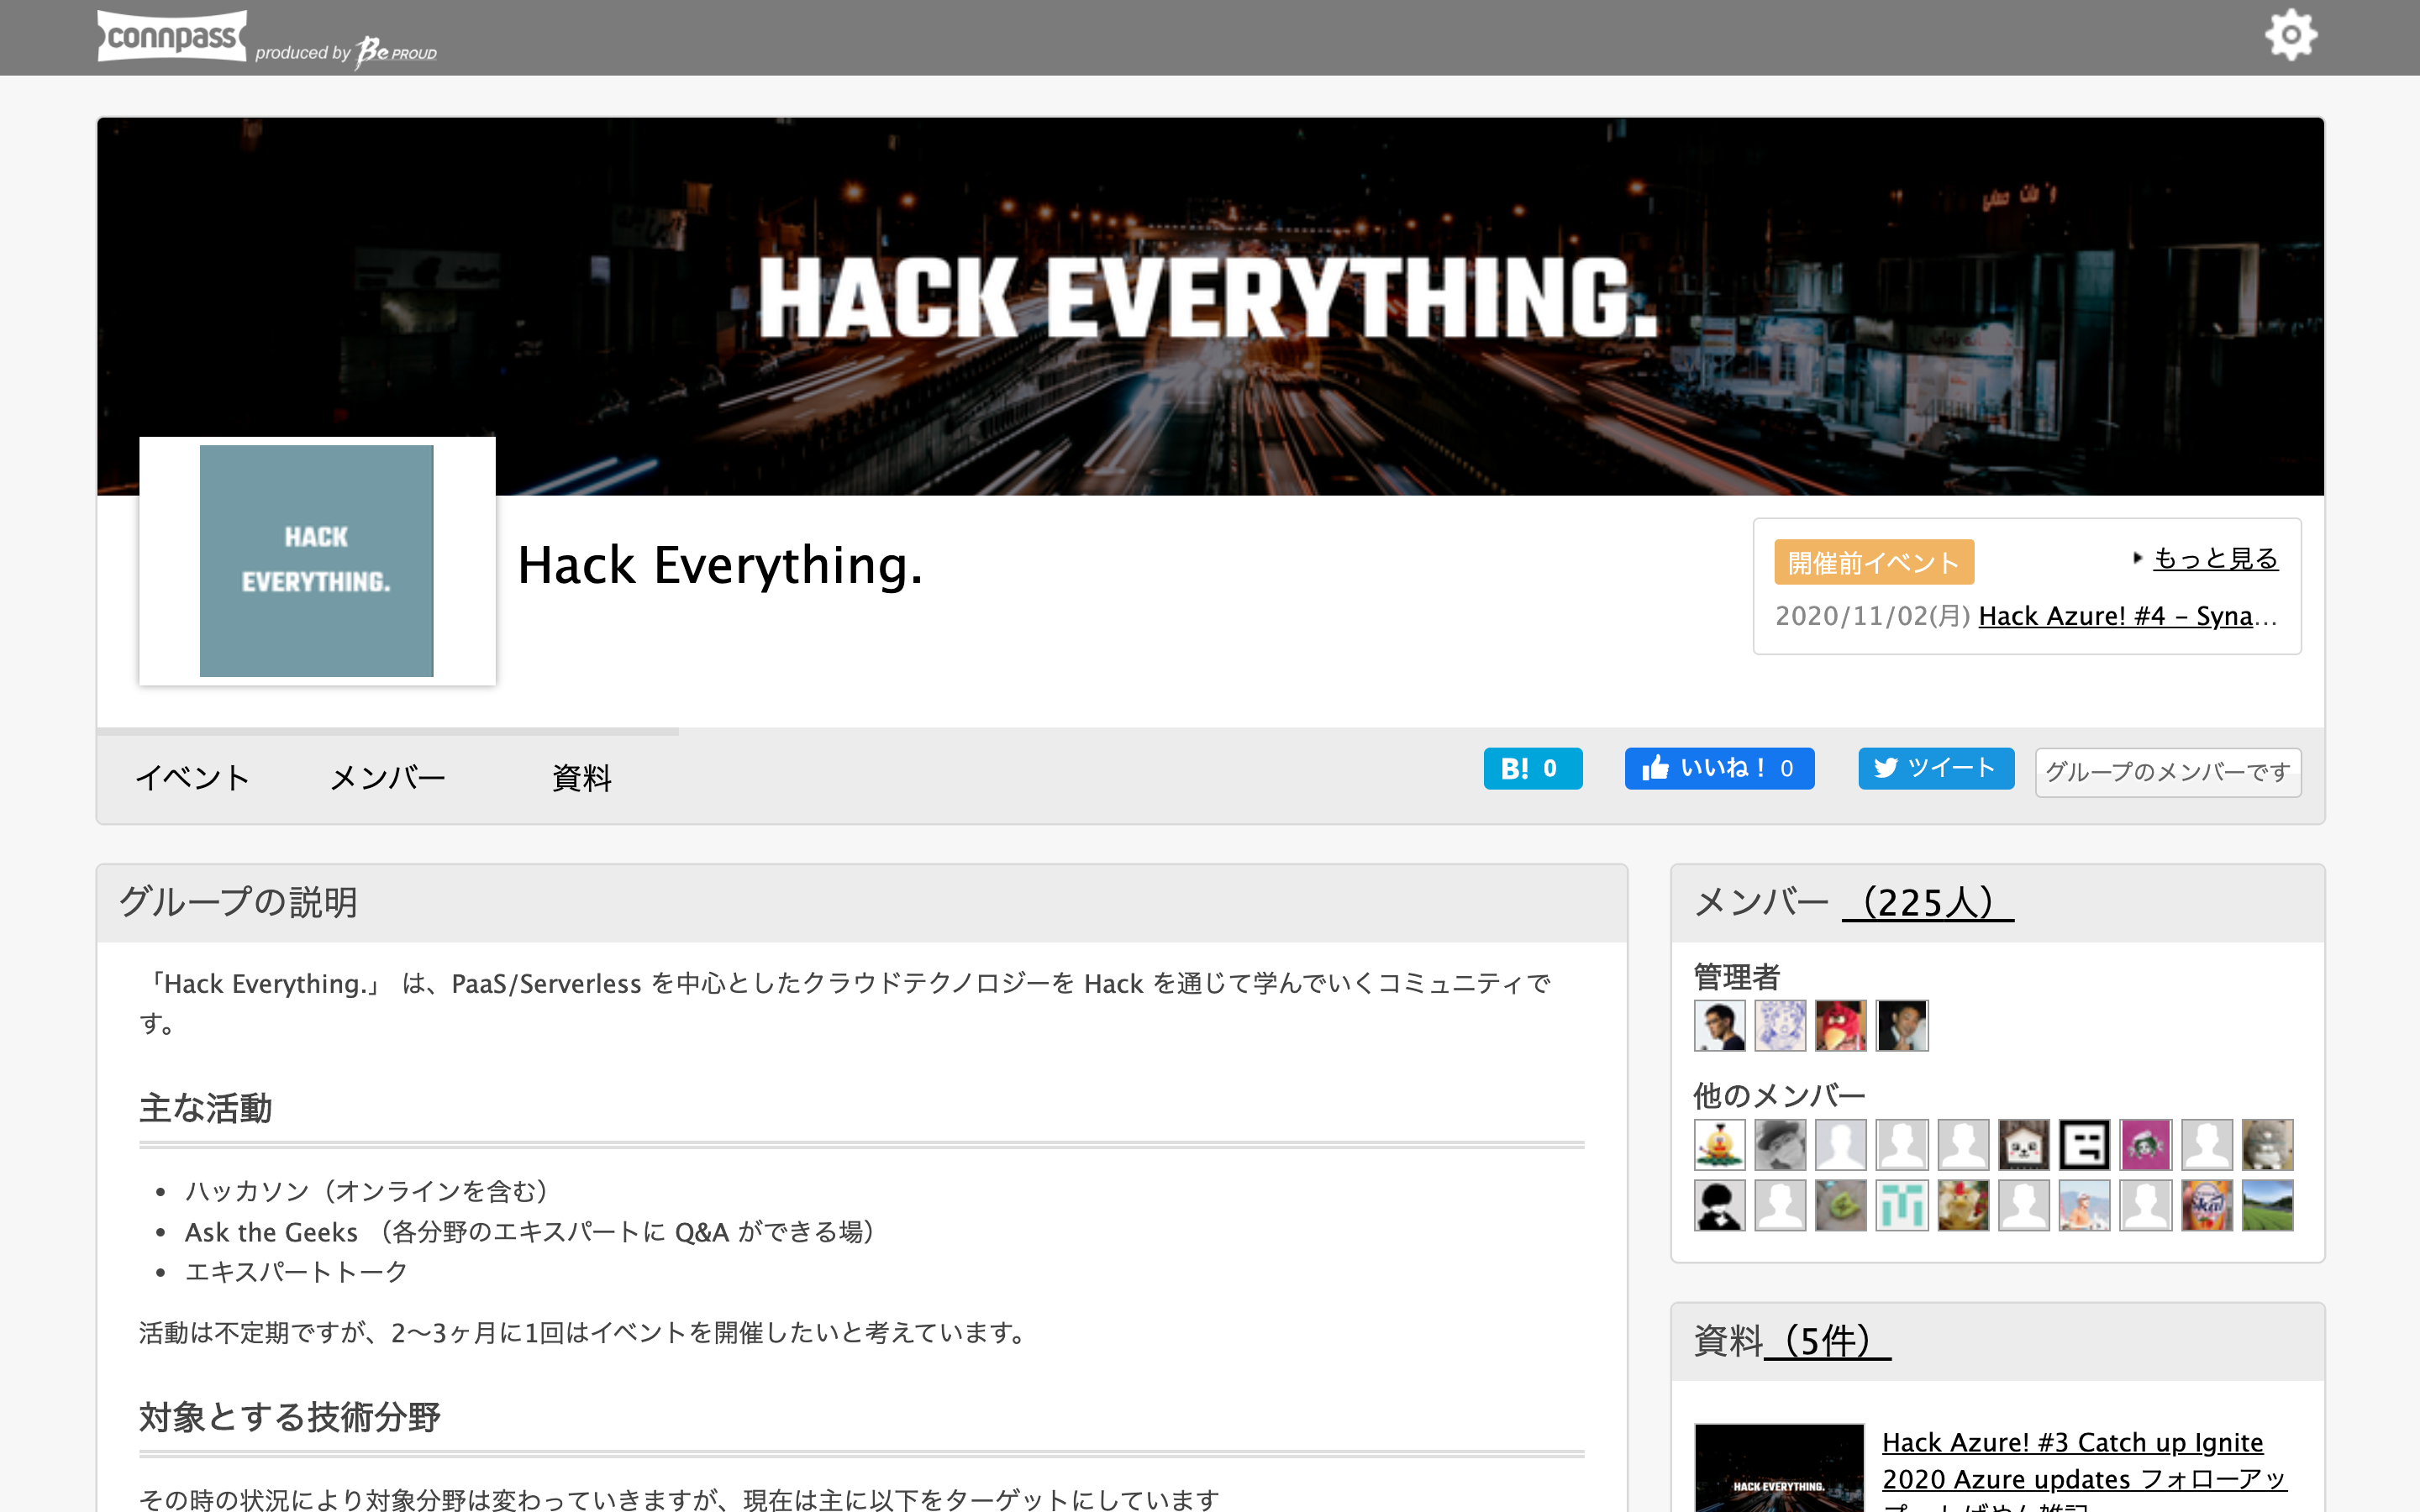 connpass produced by Be PROUD
HACK EVERYTHING.
HACK
EVERYTHING.
Hack Everything.
開催前イベント
もっと見る
2020/11/02(月) Hack Azure! #4 - Syna...
イベント メンバー 資料
B! 0 いいね！ 0 ツイート グループのメンバーです
グループの説明
「Hack Everything.」 は、PaaS/Serverless を中心としたクラウドテクノロジーを Hack を通じて学んでいくコミュニティで
す。
主な活動
• ハッカソン（オンラインを含む）
• Ask the Geeks （各分野のエキスパートに Q&A ができる場）
• エキスパートトーク
活動は不定期ですが、2〜3ヶ月に1回はイベントを開催したいと考えています。
対象とする技術分野
その時の状況により対象分野は変わっていきますが、現在は主に以下をターゲットにしています
メンバー （225人）
管理者
他のメンバー
資料（5件）
HACK EVERYTHING.
Hack Azure! #3 Catch up Ignite
2020 Azure updates フォローアッ